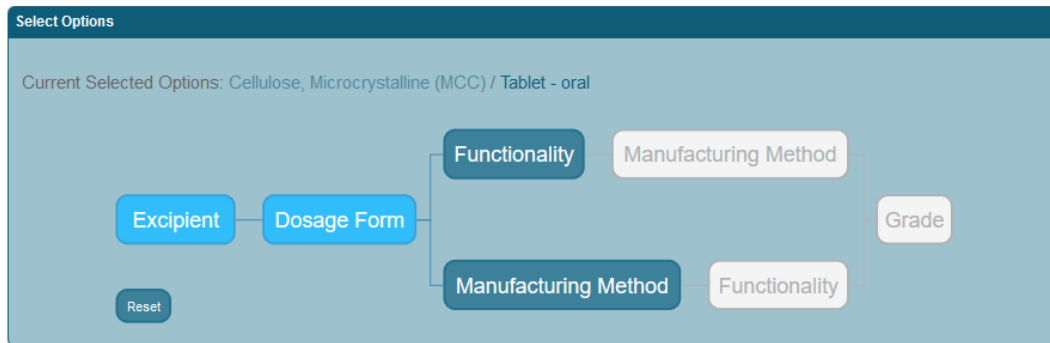 Select Options
Current Selected Options: Cellulose, Microcrystalline (MCC) / Tablet - oral
Functionality
Manufacturing Method
Excipient
Dosage Form
Grade
Manufacturing Method
Functionality
Reset